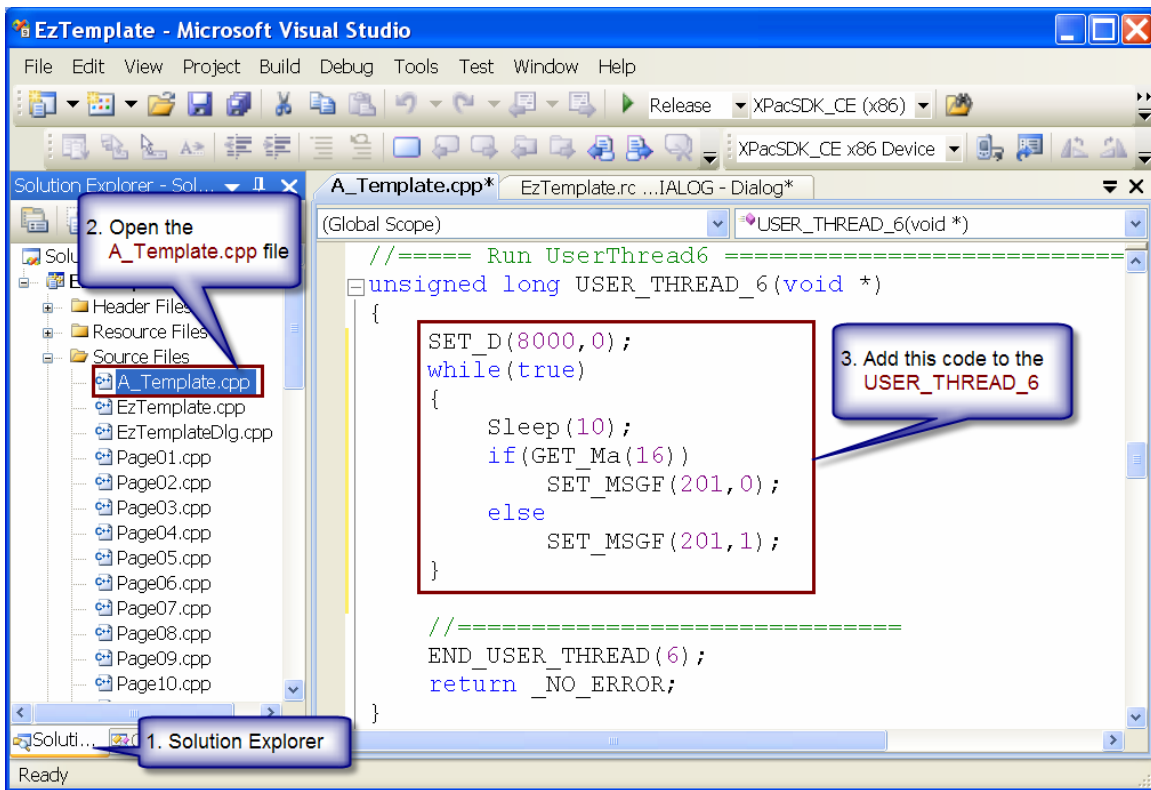 EzTemplate - Microsoft Visual Studio
File Edit View Project Build Debug Tools Test Window Help
Release XPacSDK_CE (x86)
XPacSDK_CE x86 Device
Solution Explorer - Sol...
A_Template.cpp* EzTemplate.rc ...IALOG - Dialog*
(Global Scope) USER_THREAD_6(void *)
2. Open the
A_Template.cpp file
Header Files
Resource Files
Source Files
A_Template.cpp
EzTemplate.cpp
EzTemplateDlg.cpp
Page01.cpp
Page02.cpp
Page03.cpp
Page04.cpp
Page05.cpp
Page06.cpp
Page07.cpp
Page08.cpp
Page09.cpp
Page10.cpp
//===== Run UserThread6 ===========================
unsigned long USER_THREAD_6(void *)
{
SET_D(8000,0);
while(true)
{
Sleep(10);
if(GET_Ma(16))
SET_MSGF(201,0);
else
SET_MSGF(201,1);
}
//==============================
END_USER_THREAD(6);
return _NO_ERROR;
}
3. Add this code to the
USER_THREAD_6
Soluti...
1. Solution Explorer
Ready